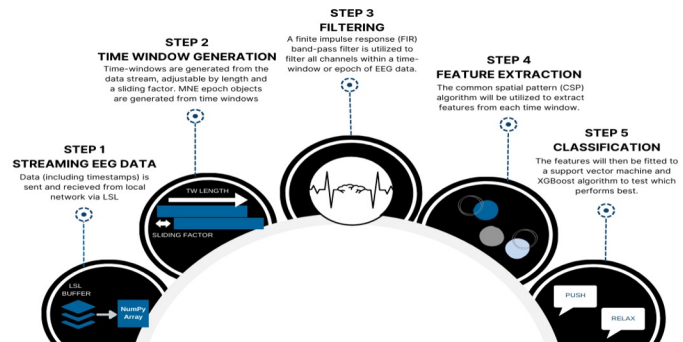 STEP 1
STREAMING EEG DATA
Data (including timestamps) is
sent and recieved from local
network via LSL
LSL
BUFFER
NumPy
Array
STEP 2
TIME WINDOW GENERATION
Time-windows are generated from the
data stream, adjustable by length and
a sliding factor. MNE epoch objects
are generated from time windows
TW LENGTH
SLIDING FACTOR
STEP 3
FILTERING
A finite impulse response (FIR)
band-pass filter is utilized to
filter all channels within a time-
window or epoch of EEG data.
STEP 4
FEATURE EXTRACTION
The common spatial pattern (CSP)
algorithm will be utilized to extract
features from each time window.
STEP 5
CLASSIFICATION
The features will then be fitted to
a support vector machine and
XGBoost algorithm to test which
performs best.
PUSH
RELAX